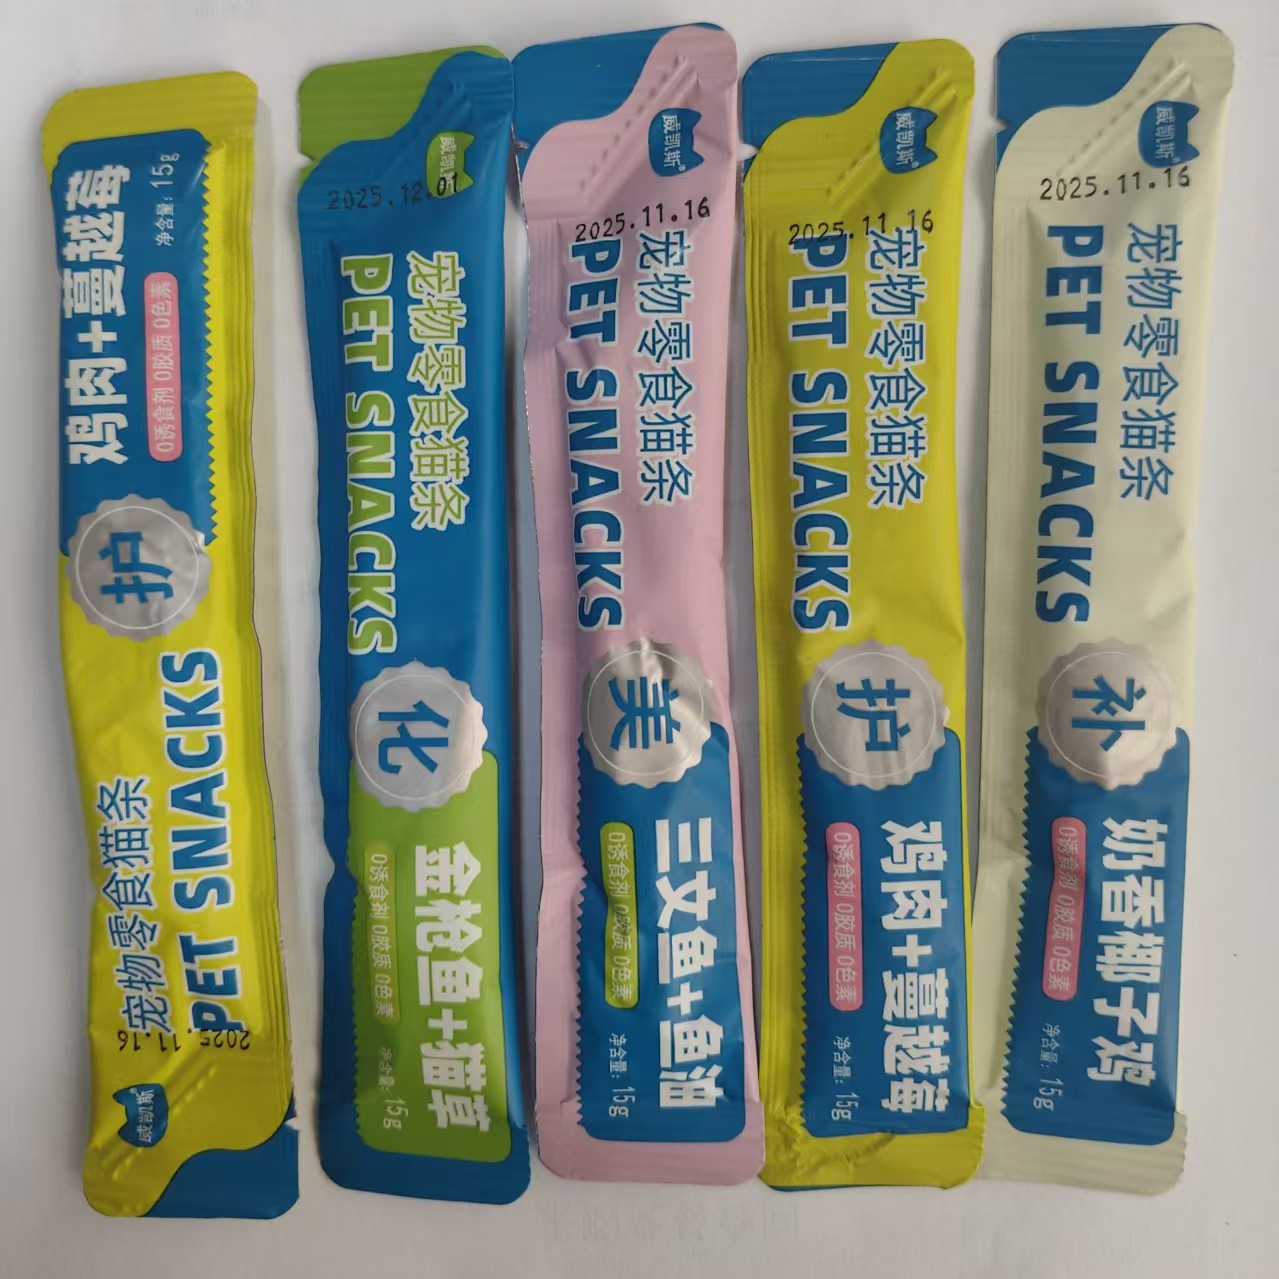 鸡肉+蔓越莓
净含量：15g
0诱食剂 0胶质 0色素
护
宠物零食猫条
PET SNACKS
2025.11.16
威凯斯®
威凯斯®
2025.12.01
宠物零食猫条
PET SNACKS
化
金枪鱼+猫草
0诱食剂 0胶质 0色素
净含量：15g
威凯斯®
2025.11.16
宠物零食猫条
PET SNACKS
美
三文鱼+鱼油
0诱食剂 0胶质 0色素
净含量：15g
威凯斯®
2025.11.16
宠物零食猫条
PET SNACKS
护
鸡肉+蔓越莓
0诱食剂 0胶质 0色素
净含量：15g
威凯斯®
2025.11.16
宠物零食猫条
PET SNACKS
补
奶香椰子鸡
0诱食剂 0胶质 0色素
净含量：15g